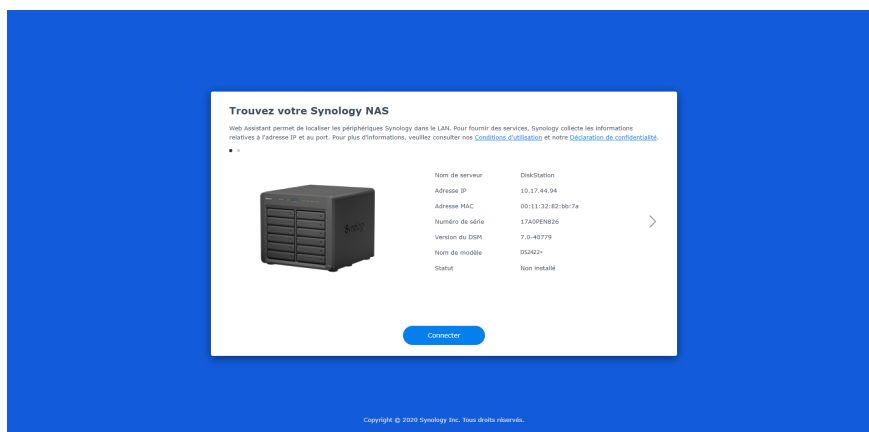 Trouvez votre Synology NAS
Web Assistant permet de localiser les périphériques Synology dans le LAN. Pour fournir des services, Synology collecte les informations
relatives à l'adresse IP et au port. Pour plus d'informations, veuillez consulter nos Conditions d'utilisation et notre Déclaration de confidentialité.
Nom de serveur DiskStation
Adresse IP 10.17.44.94
Adresse MAC 00:11:32:82:bb:7a
Numéro de série 17A0PEN826
Version du DSM 7.0-40779
Nom de modèle DS2422+
Statut Non installé
Synology
Connecter
Copyright © 2020 Synology Inc. Tous droits réservés.